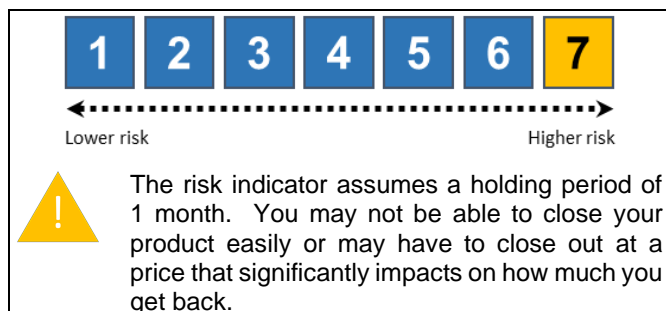 1 2 3 4 5 6 7
Lower risk Higher risk
!
The risk indicator assumes a holding period of
1 month. You may not be able to close your
product easily or may have to close out at a
price that significantly impacts on how much you
get back.